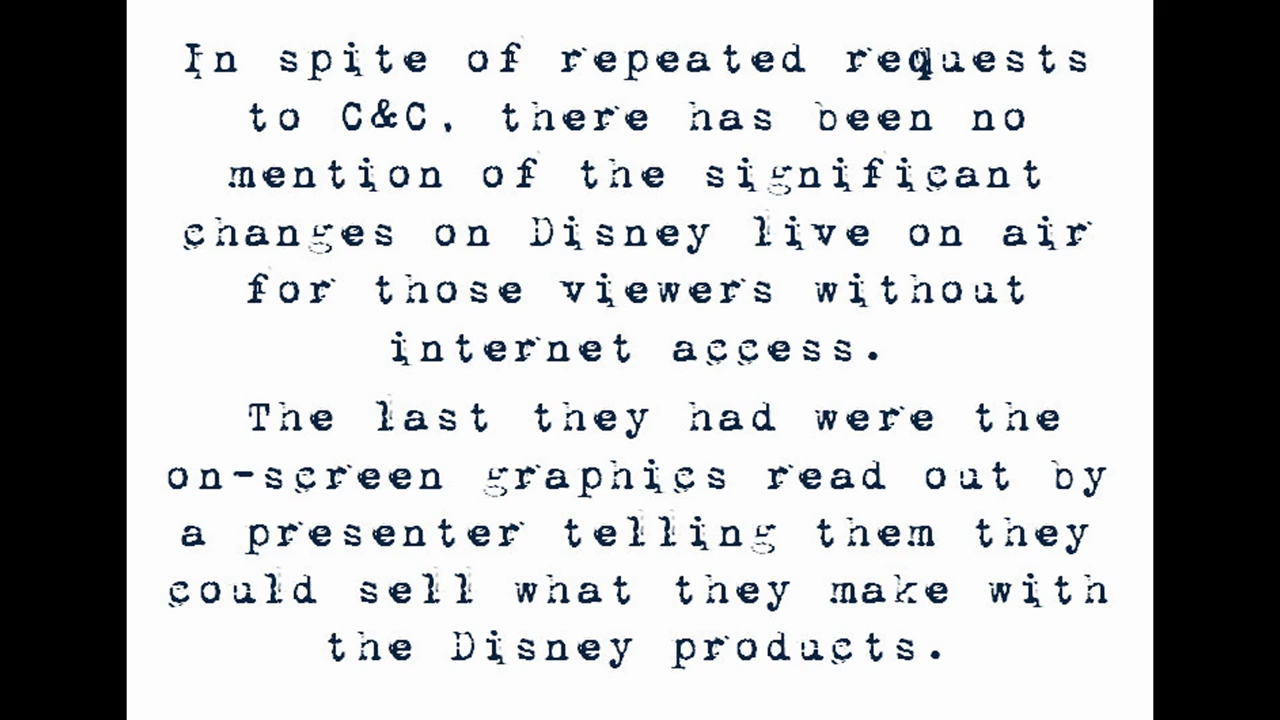 In spite of repeated requests
to C&C, there has been no
mention of the significant
changes on Disney live on air
for those viewers without
internet access.
The last they had were the
on-screen graphics read out by
a presenter telling them they
could sell what they make with
the Disney products.